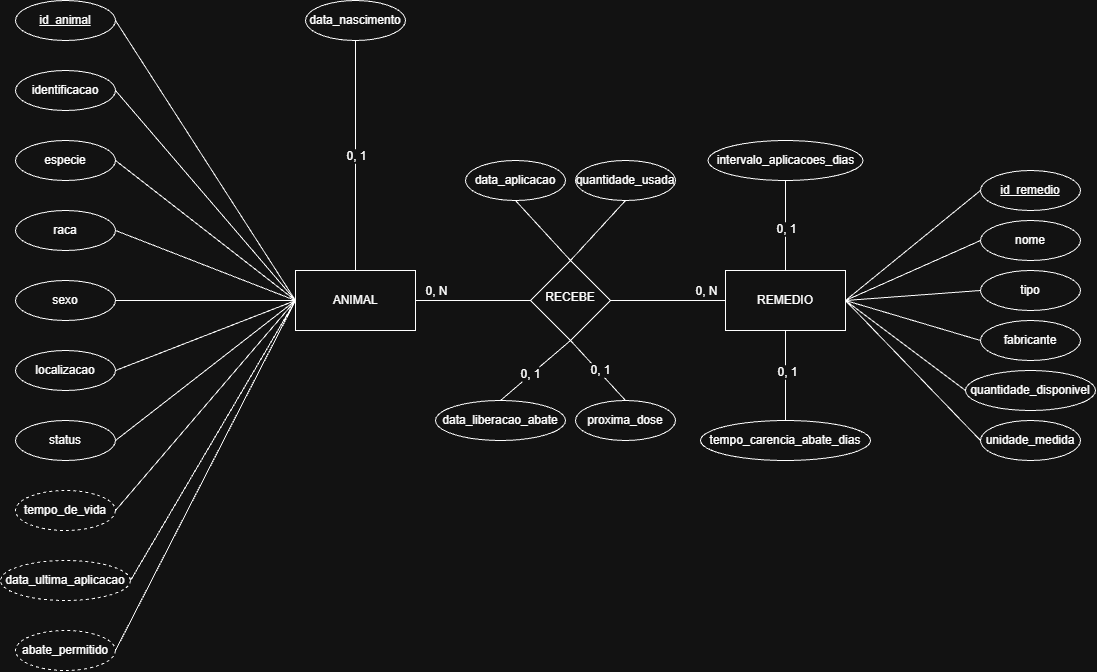 id_animal
data_nascimento
identificacao
especie
raca
sexo
localizacao
status
tempo_de_vida
data_ultima_aplicacao
abate_permitido
0, 1
ANIMAL
0, N
data_aplicacao
quantidade_usada
RECEBE
0, 1
0, 1
data_liberacao_abate
proxima_dose
0, N
intervalo_aplicacoes_dias
0, 1
REMEDIO
0, 1
tempo_carencia_abate_dias
id_remedio
nome
tipo
fabricante
quantidade_disponivel
unidade_medida